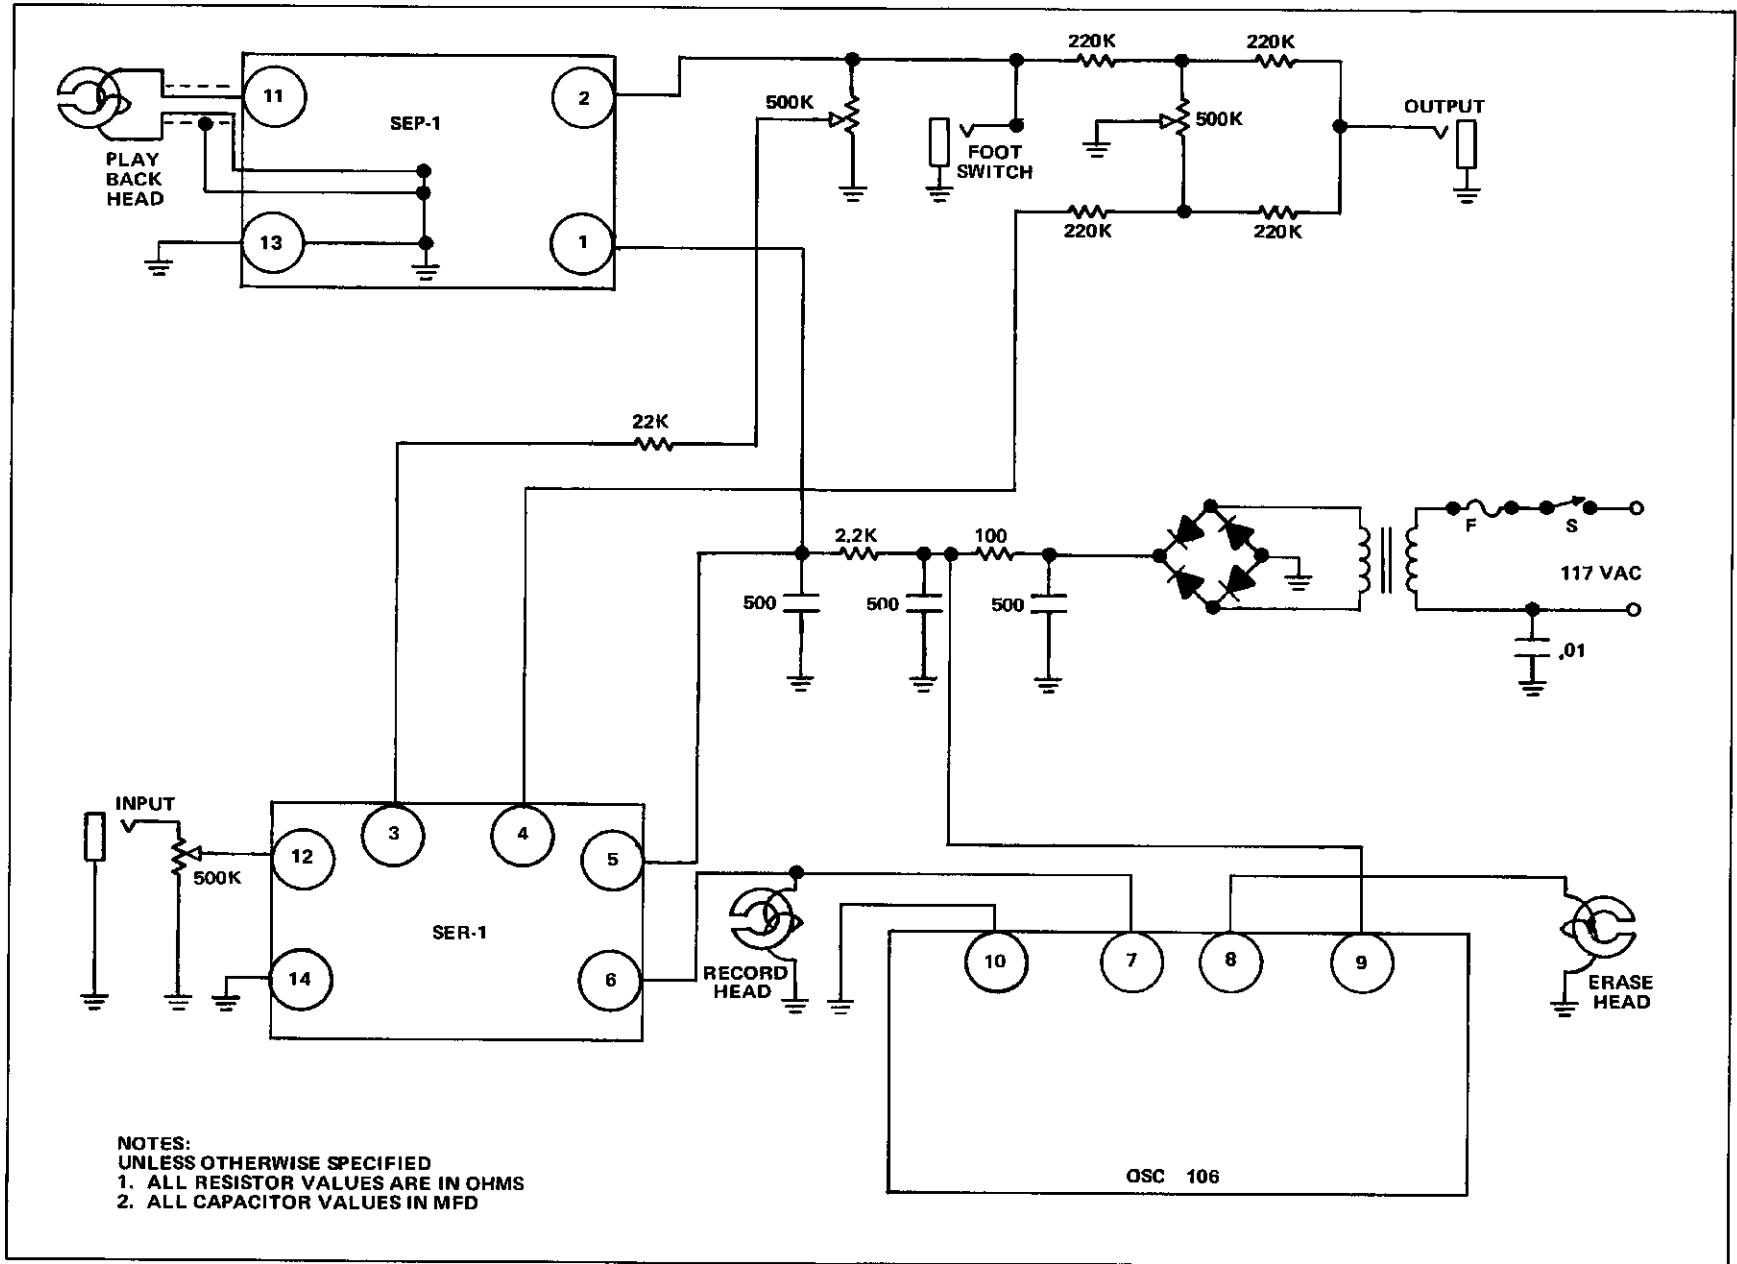 220K
220K
11
2
SEP-1
500K
500K
OUTPUT
FOOT
SWITCH
PLAY
BACK
HEAD
13
1
220K
220K
22K
2.2K
100
F
S
117 VAC
500
500
500
.01
INPUT
3
4
12
5
500K
SER-1
14
6
RECORD
HEAD
10
7
8
9
ERASE
HEAD
OSC 106
NOTES:
UNLESS OTHERWISE SPECIFIED
1. ALL RESISTOR VALUES ARE IN OHMS
2. ALL CAPACITOR VALUES IN MFD